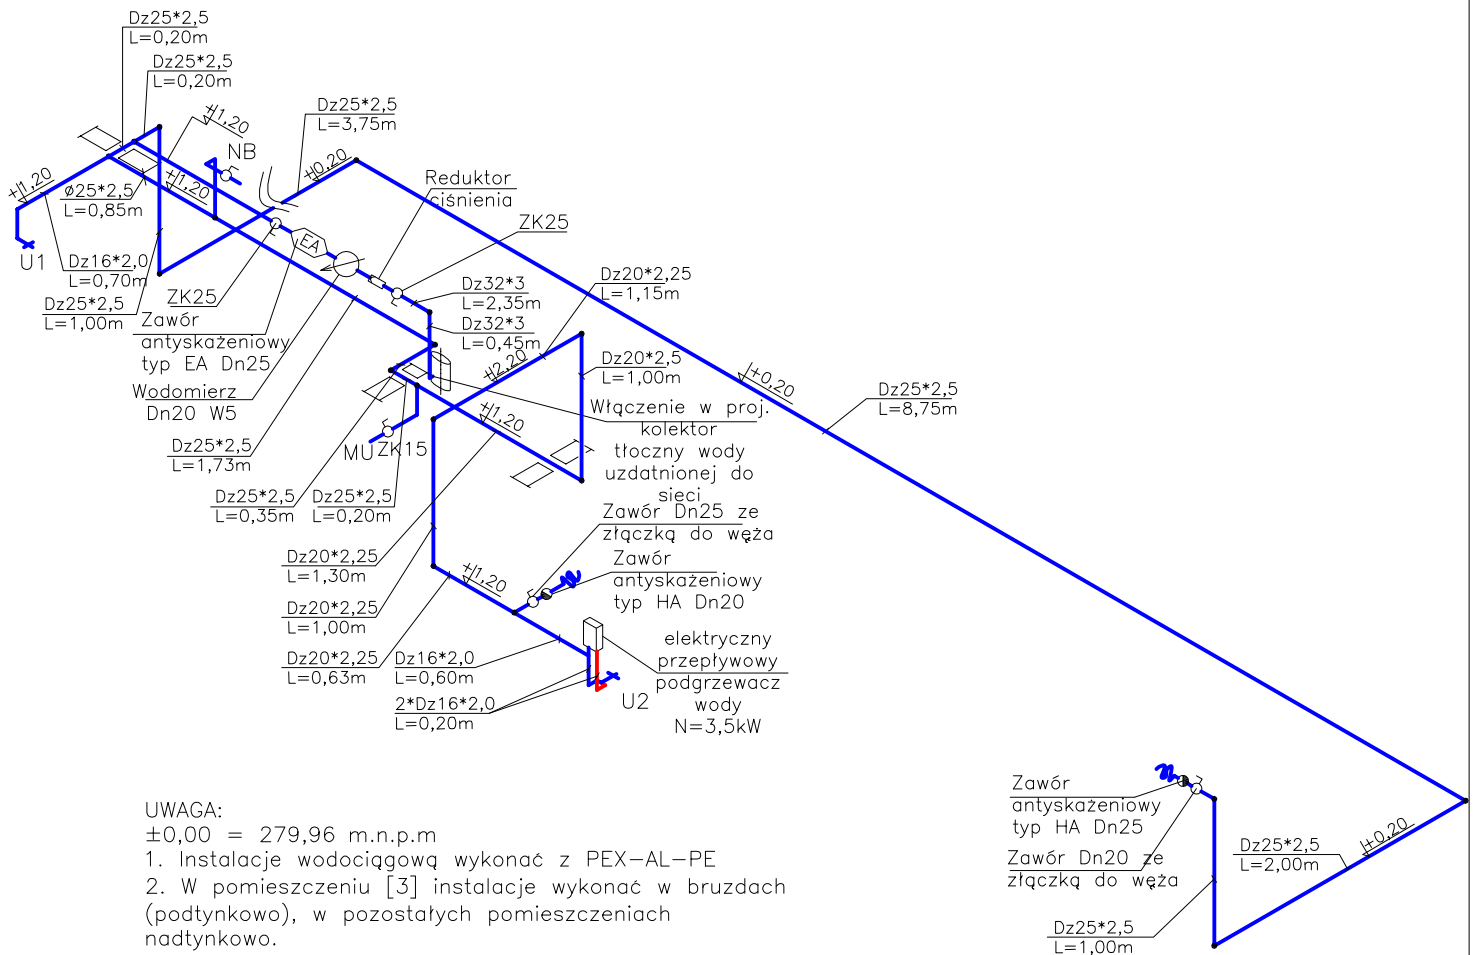 Dz25*2,5
L=0,20m
Dz25*2,5
L=0,20m
+1,20
Dz25*2,5
L=3,75m
NB
+0,20
Reduktor
ciśnienia
+1,20
ø25*2,5
L=0,85m
+1,20
ZK25
EA
U1
Dz16*2,0
L=0,70m
Dz25*2,5
L=1,00m
ZK25
Dz32*3
L=2,35m
Dz20*2,25
L=1,15m
Zawór
antyskażeniowy
typ EA Dn25
Dz32*3
L=0,45m
+2,20
Dz20*2,5
L=1,00m
+0,20
Dz25*2,5
L=8,75m
Wodomierz
Dn20 W5
+1,20
Włączenie w proj.
kolektor
tłoczny wody
uzdatnionej do
sieci
MU
ZK15
Dz25*2,5
L=1,73m
Dz25*2,5
L=0,35m
Dz25*2,5
L=0,20m
Zawór Dn25 ze
złączką do węża
Zawór
antyskażeniowy
typ HA Dn20
Dz20*2,25
L=1,30m
+1,20
Dz20*2,25
L=1,00m
elektryczny
przepływowy
podgrzewacz
wody
N=3,5kW
Dz20*2,25
L=0,63m
Dz16*2,0
L=0,60m
2*Dz16*2,0
L=0,20m
U2
Zawór
antyskażeniowy
typ HA Dn25
Zawór Dn20 ze
złączką do węża
±0,20
Dz25*2,5
L=2,00m
Dz25*2,5
L=1,00m
UWAGA:
±0,00 = 279,96 m.n.p.m
1. Instalacje wodociągową wykonać z PEX-AL-PE
2. W pomieszczeniu [3] instalacje wykonać w bruzdach
(podtynkowo), w pozostałych pomieszczeniach
nadtynkowo.